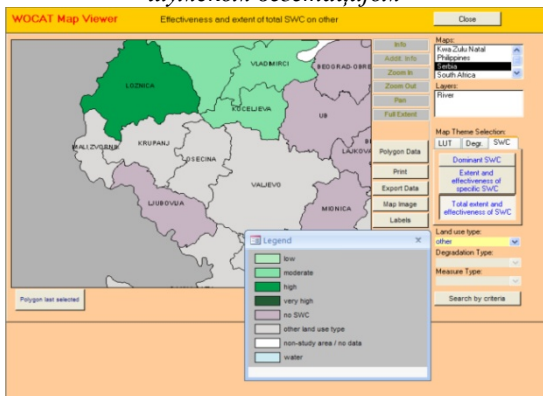 WOCAT Map Viewer
Effectiveness and extent of total SWC on other
Close
Info
Addit. Info
Zoom In
Zoom Out
Pan
Full Extent
Polygon Data
Print
Export Data
Map Image
Labels
Maps:
Kwa Zulu Natal
Philippines
Serbia
South Africa
Layers:
River
Map Theme Selection:
LUT
Degr.
SWC
Dominant SWC
Extent and
effectiveness of
specific SWC
Total extent and
effectiveness of SWC
Land use type:
other
Degradation Type:
Measure Type:
Search by criteria
VLADIMIRCI
BEOGRAD-OBRE
LOZNICA
KOCELJEVA
UB
MALI ZVORNIK
KRUPANJ
OSECINA
LAJKOVA
VALJEVO
LJUBOVIJA
MIONICA
Legend
low
moderate
high
very high
no SWC
other land use type
non-study area / no data
water
Polygon last selected